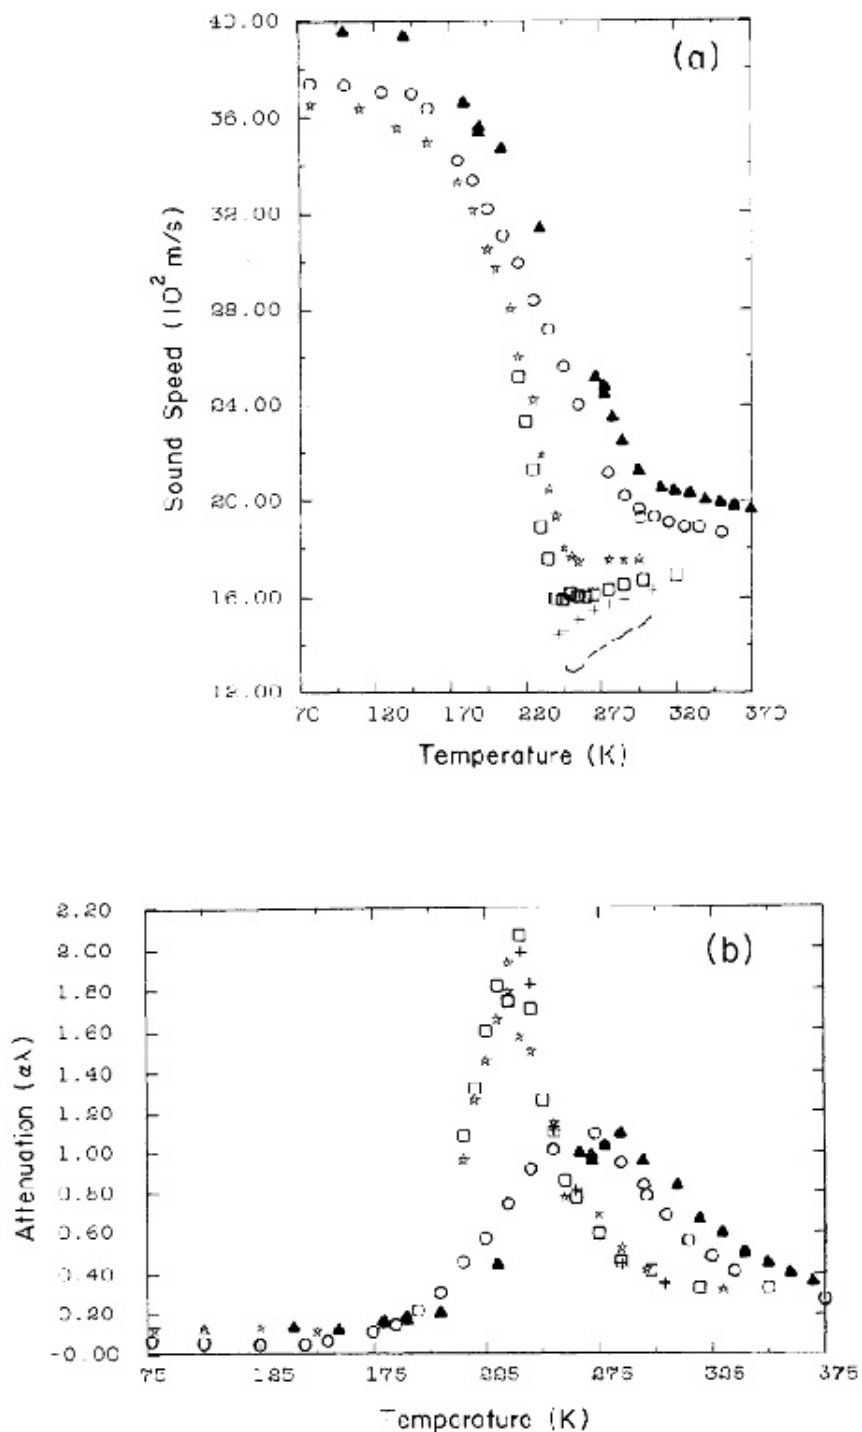 40.00
(a)
36.00
32.00
28.00
24.00
20.00
16.00
12.00
Sound Speed (10² m/s)
70 120 170 220 270 320 370
Temperature (K)
2.20
(b)
2.00
1.80
1.60
1.40
1.20
1.00
0.80
0.60
0.40
0.20
-0.00
Attenuation (αλ)
75 125 175 225 275 325 375
Temperature (K)